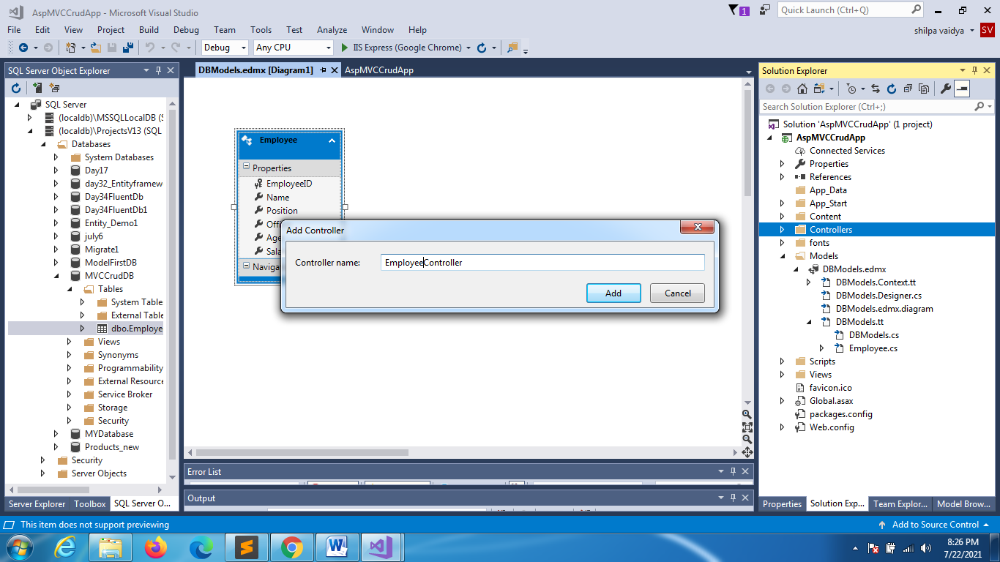 AspMVCCrudApp - Microsoft Visual Studio
1
Quick Launch (Ctrl+Q)
File Edit View Project Build Debug Team Tools Test Analyze Window Help
shilpa vaidya
SV
Debug
Any CPU
IIS Express (Google Chrome)
SQL Server Object Explorer
SQL Server
(localdb)\MSSQLLocalDB (S
(localdb)\ProjectsV13 (SQL
Databases
System Databases
Day17
day32_Entityframew
Day34FluentDb
Day34FluentDb1
Entity_Demo1
july6
Migrate1
ModelFirstDB
MVCCrudDB
Tables
System Table
External Table
dbo.Employe
Views
Synonyms
Programmability
External Resource
Service Broker
Storage
Security
MYDatabase
Products_new
Security
Server Objects
Server Explorer Toolbox SQL Server O...
DBModels.edmx [Diagram1]
AspMVCCrudApp
Employee
Properties
EmployeeID
Name
Position
Offi
Age
Sala
Naviga
Add Controller
Controller name:
EmployeeController
Add
Cancel
Error List
Output
Solution Explorer
Search Solution Explorer (Ctrl+;)
Solution 'AspMVCCrudApp' (1 project)
AspMVCCrudApp
Connected Services
Properties
References
App_Data
App_Start
Content
Controllers
fonts
Models
DBModels.edmx
DBModels.Context.tt
DBModels.Designer.cs
DBModels.edmx.diagram
DBModels.tt
DBModels.cs
Employee.cs
Scripts
Views
favicon.ico
Global.asax
packages.config
Web.config
Properties Solution Exp... Team Explor... Model Brow...
This item does not support previewing
Add to Source Control
8:26 PM
7/22/2021